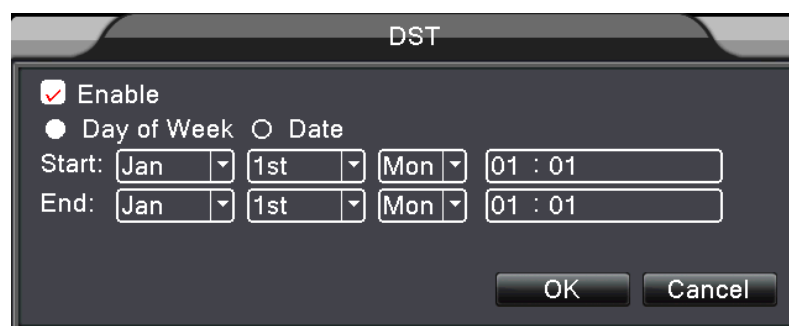 DST
Enable
Day of Week Date
Start: Jan 1st Mon 01 : 01
End: Jan 1st Mon 01 : 01
OK Cancel